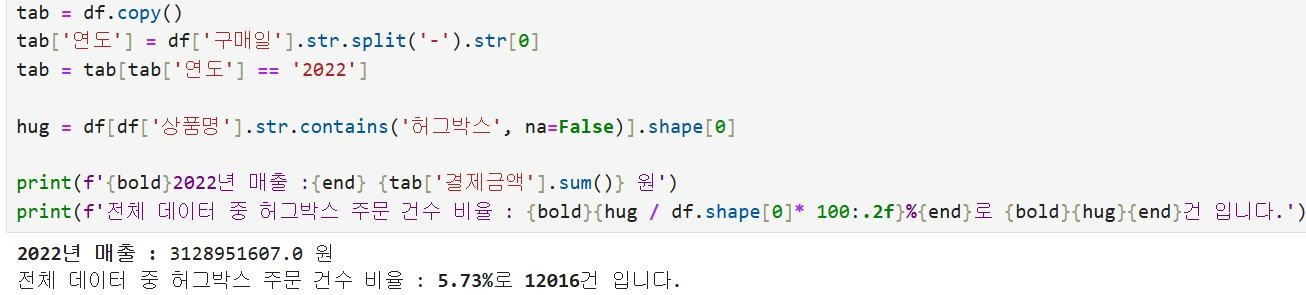 tab = df.copy()
tab['연도'] = df['구매일'].str.split('-').str[0]
tab = tab[tab['연도'] == '2022']
hug = df[df['상품명'].str.contains('허그박스', na=False)].shape[0]
print(f'{bold}2022년 매출 :{end} {tab['결제금액'].sum()} 원')
print(f'전체 데이터 중 허그박스 주문 건수 비율 : {bold}{hug / df.shape[0]* 100:.2f}%{end}로 {bold}{hug}{end}건 입니다.')
2022년 매출 : 3128951607.0 원
전체 데이터 중 허그박스 주문 건수 비율 : 5.73%로 12016건 입니다.